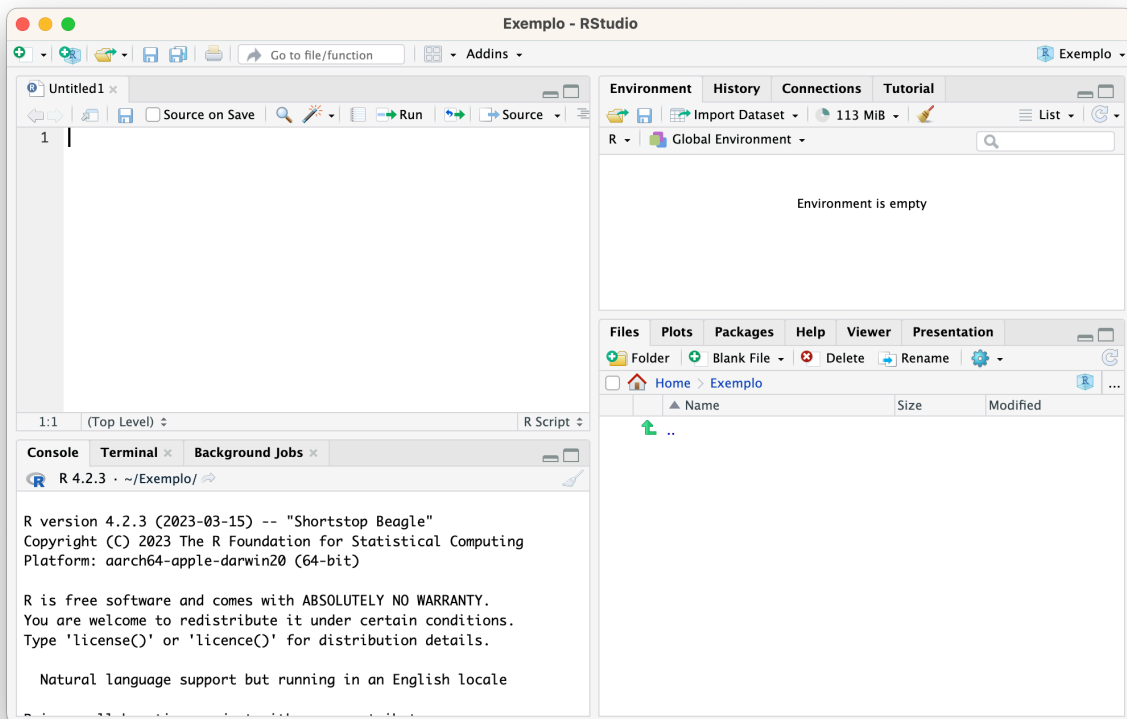 Exemplo - RStudio
Go to file/function
Addins
Exemplo
Untitled1
Source on Save
Run
Source
1
1:1 (Top Level) R Script
Console Terminal Background Jobs
R 4.2.3 · ~/Exemplo/
R version 4.2.3 (2023-03-15) -- "Shortstop Beagle"
Copyright (C) 2023 The R Foundation for Statistical Computing
Platform: aarch64-apple-darwin20 (64-bit)
R is free software and comes with ABSOLUTELY NO WARRANTY.
You are welcome to redistribute it under certain conditions.
Type 'license()' or 'licence()' for distribution details.
Natural language support but running in an English locale
Environment History Connections Tutorial
Import Dataset 113 MiB List
R Global Environment
Environment is empty
Files Plots Packages Help Viewer Presentation
Folder Blank File Delete Rename
Home > Exemplo ...
Name Size Modified
..